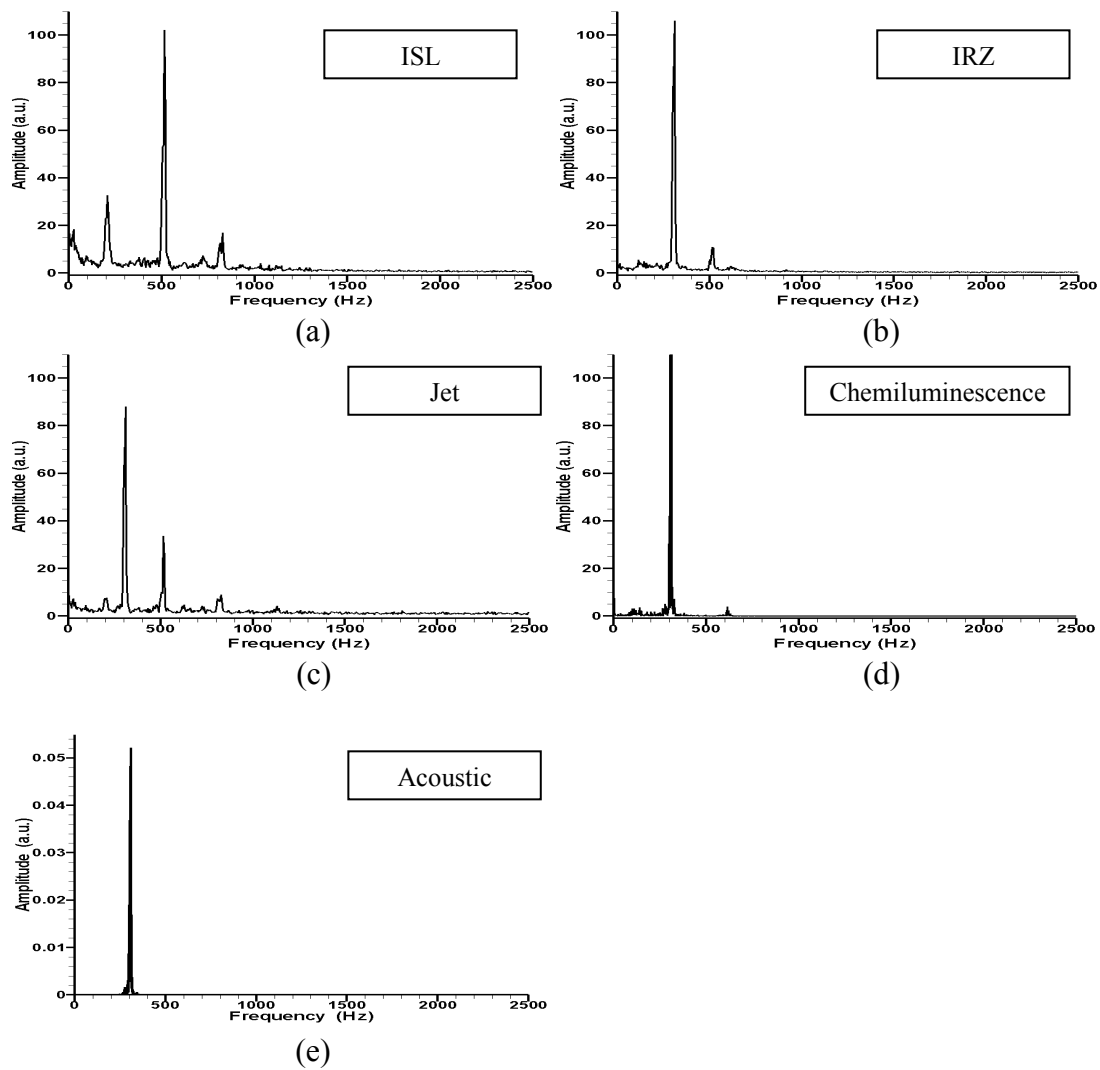 ISL
Amplitude (a.u.)
100
80
60
40
20
0
0 500 1000 1500 2000 2500
Frequency (Hz)
(a)
IRZ
Amplitude (a.u.)
100
80
60
40
20
0
0 500 1000 1500 2000 2500
Frequency (Hz)
(b)
Jet
Amplitude (a.u.)
100
80
60
40
20
0
0 500 1000 1500 2000 2500
Frequency (Hz)
(c)
Chemiluminescence
Amplitude (a.u.)
100
80
60
40
20
0
0 500 1000 1500 2000 2500
Frequency (Hz)
(d)
Acoustic
Amplitude (a.u.)
0.05
0.04
0.03
0.02
0.01
0
0 500 1000 1500 2000 2500
Frequency (Hz)
(e)